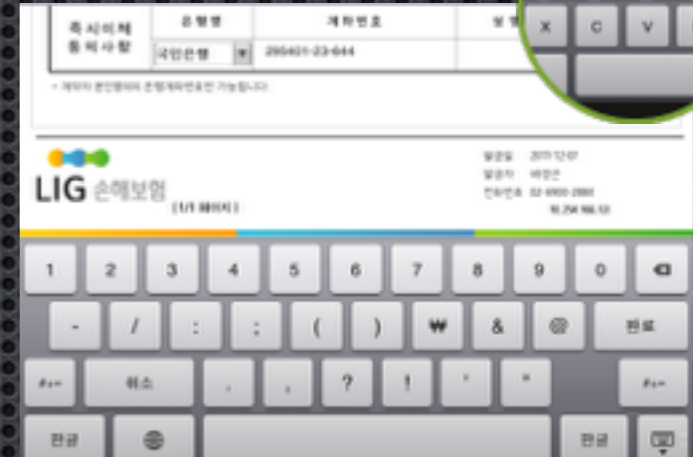 X C V
즉시이체
동의사항
은행명 계좌번호
국민은행 295401-23-644
LIG 손해보험
[1/1 페이지]
발급일 2011-12-07
1 2 3 4 5 6 7 8 9 0
- / : ; ( ) ₩ & @ 완료
#+= 취소 . , ? ! ' " #+=
한글 한글